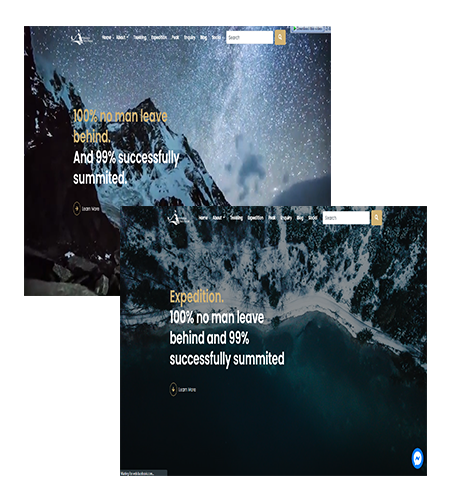 Home About Trekking Expedition Peak Enquiry Blog Social Search
100% no man leave
behind.
And 99% successfully
summited.
Learn More
Home About Trekking Expedition Peak Enquiry Blog Social Search
Expedition.
100% no man leave
behind and 99%
successfully summited
Learn More